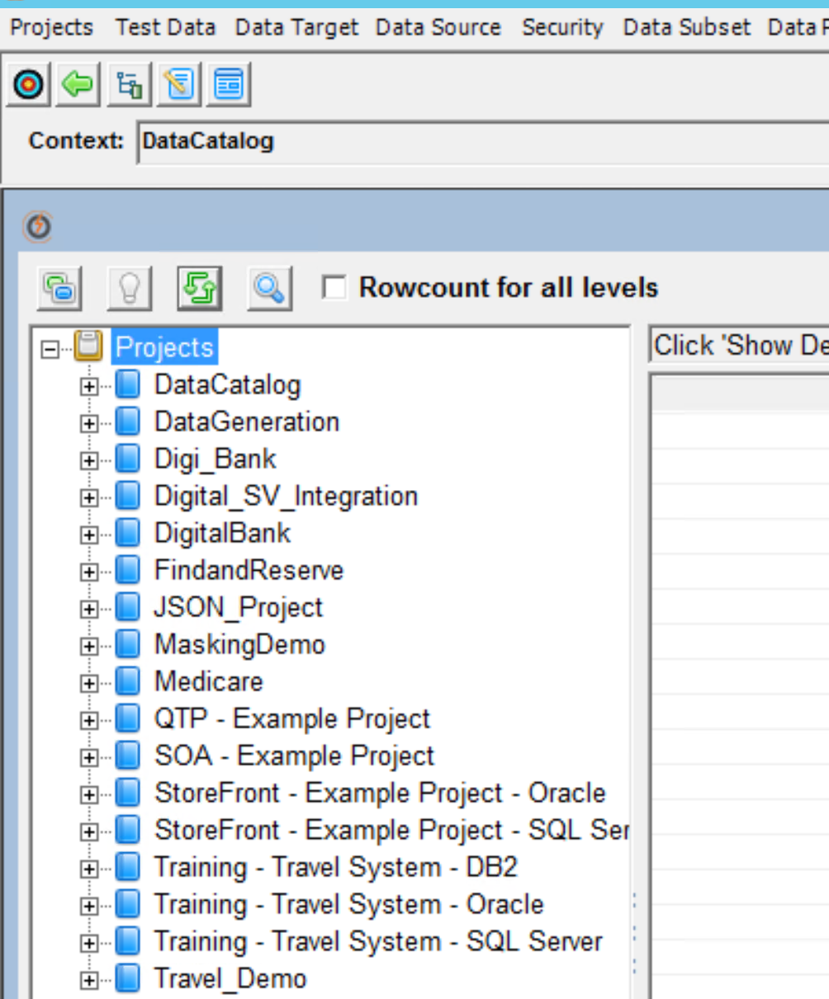 Projects Test Data Data Target Data Source Security Data Subset Data
Context: DataCatalog
Rowcount for all levels
Projects
Click 'Show De
DataCatalog
DataGeneration
Digi_Bank
Digital_SV_Integration
DigitalBank
FindandReserve
JSON_Project
MaskingDemo
Medicare
QTP - Example Project
SOA - Example Project
StoreFront - Example Project - Oracle
StoreFront - Example Project - SQL Ser
Training - Travel System - DB2
Training - Travel System - Oracle
Training - Travel System - SQL Server
Travel_Demo